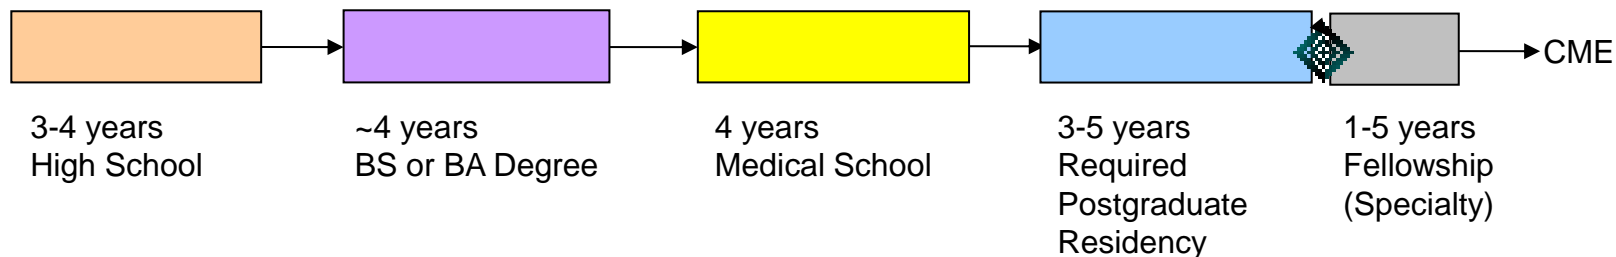 CME
3-4 years
High School
~4 years
BS or BA Degree
4 years
Medical School
3-5 years
Required
Postgraduate
Residency
1-5 years
Fellowship
(Specialty)